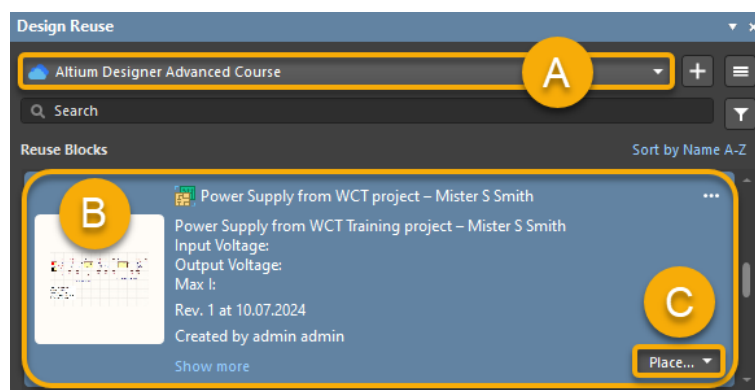 Design Reuse
Altium Designer Advanced Course
A
Search
Reuse Blocks
Sort by Name A-Z
B
Power Supply from WCT project – Mister S Smith
Power Supply from WCT Training project – Mister S Smith
Input Voltage:
Output Voltage:
Max I:
Rev. 1 at 10.07.2024
C
Created by admin admin
Show more
Place...